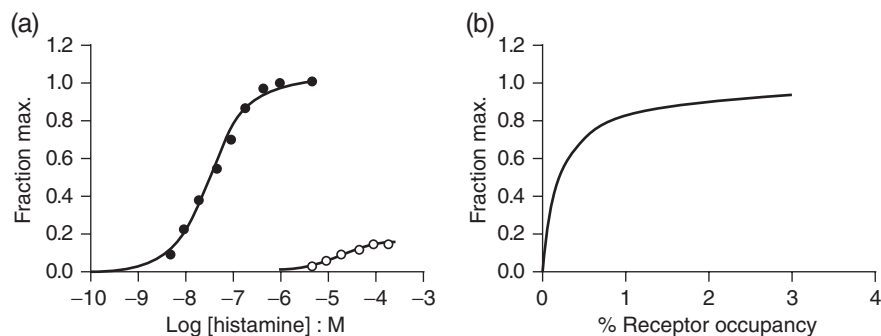 (a)
1.2
1.0
0.8
0.6
0.4
0.2
0.0
Fraction max.
−10 −9 −8 −7 −6 −5 −4 −3
Log [histamine] : M
(b)
1.2
1.0
0.8
0.6
0.4
0.2
0.0
Fraction max.
0 1 2 3 4
% Receptor occupancy